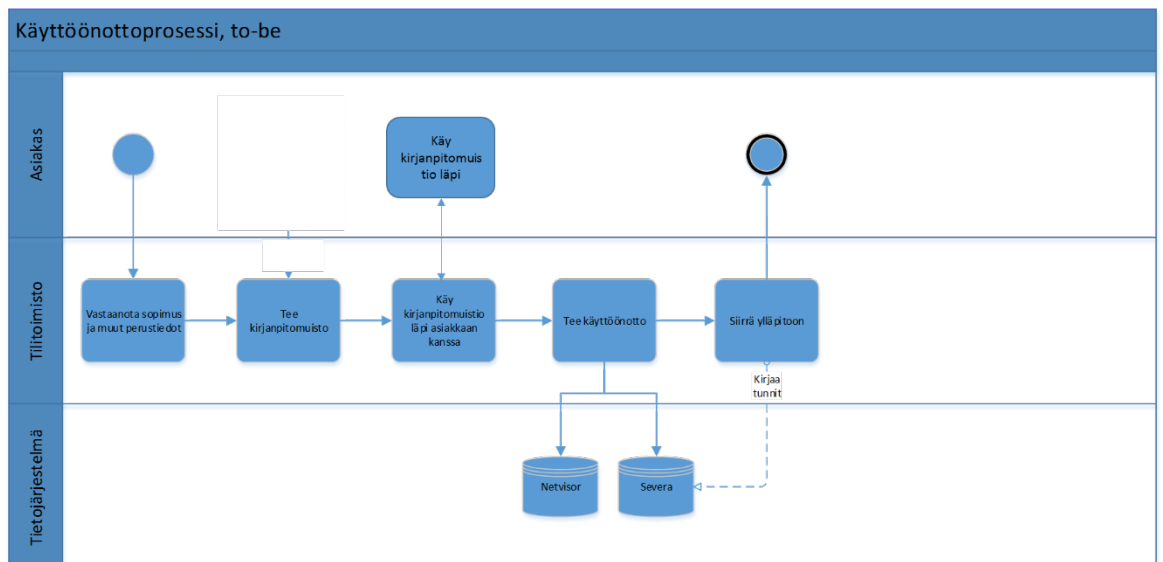 Käyttöönottoprosessi, to-be
Asiakas
Käy
kirjanpitomuis
tio läpi
Tilitoimisto
Vastaanota sopimus
ja muut perustiedot
Tee
kirjanpitomuisto
Käy
kirjanpitomuistio
läpi asiakkaan
kanssa
Tee käyttöönotto
Siirrä ylläpitoon
Kirjaa
tunnit
Tietojärjestelmä
Netvisor
Severa